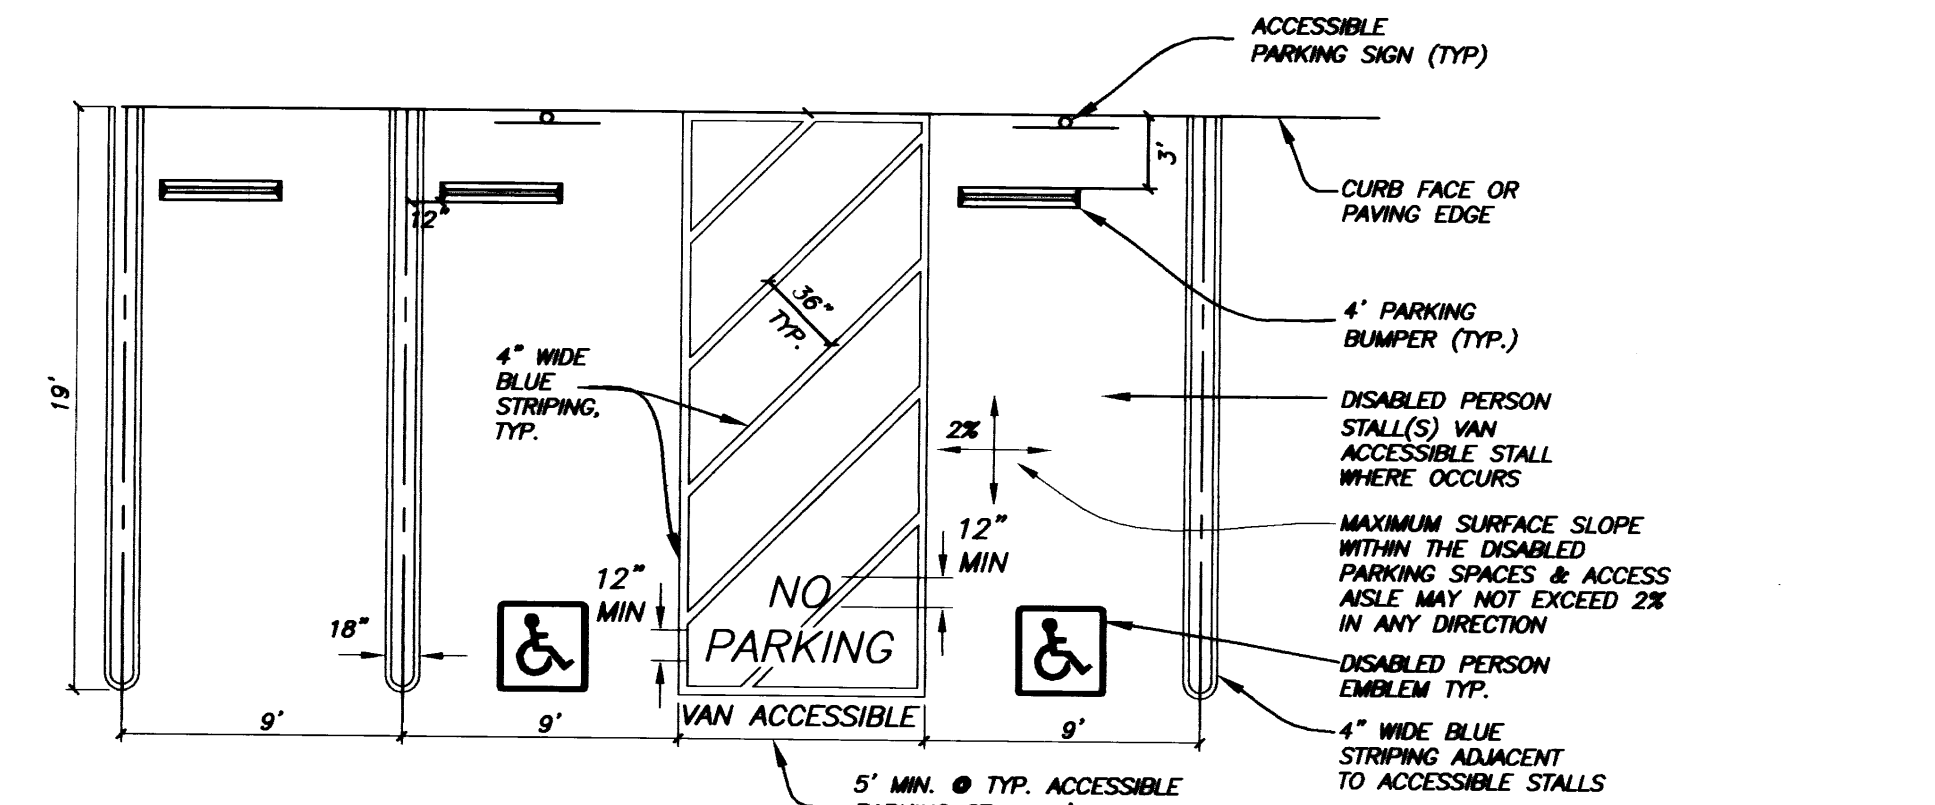 ACCESSIBLE
PARKING SIGN (TYP)
3'
CURB FACE OR
PAVING EDGE
12"
4' PARKING
BUMPER (TYP.)
36"
TYP.
4" WIDE
BLUE
STRIPING,
TYP.
19'
2%
DISABLED PERSON
STALL(S) VAN
ACCESSIBLE STALL
WHERE OCCURS
MAXIMUM SURFACE SLOPE
WITHIN THE DISABLED
PARKING SPACES & ACCESS
AISLE MAY NOT EXCEED 2%
IN ANY DIRECTION
12"
MIN
12"
MIN
NO
PARKING
18"
DISABLED PERSON
EMBLEM TYP.
VAN ACCESSIBLE
9'
9'
9'
4" WIDE BLUE
STRIPING ADJACENT
TO ACCESSIBLE STALLS
5' MIN. @ TYP. ACCESSIBLE